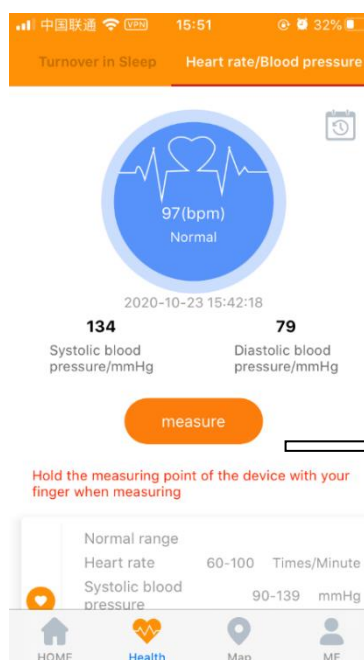 中国联通 VPN 15:51 32%
Turnover in Sleep Heart rate/Blood pressure
97(bpm)
Normal
2020-10-23 15:42:18
134 79
Systolic blood Diastolic blood
pressure/mmHg pressure/mmHg
measure
Hold the measuring point of the device with your
finger when measuring
Normal range
Heart rate 60-100 Times/Minute
Systolic blood
pressure 90-139 mmHg
HOME Health Map ME